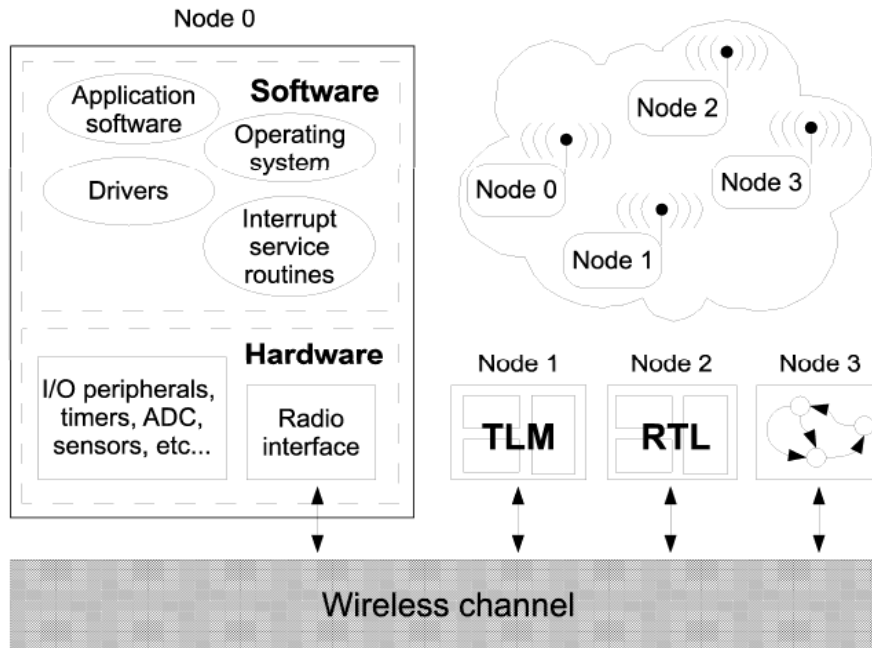 Node 0
Application
software
Software
Operating
system
Drivers
Interrupt
service
routines
Hardware
I/O peripherals,
timers, ADC,
sensors, etc...
Radio
interface
Node 2
Node 0
Node 3
Node 1
Node 1
TLM
Node 2
RTL
Node 3
Wireless channel